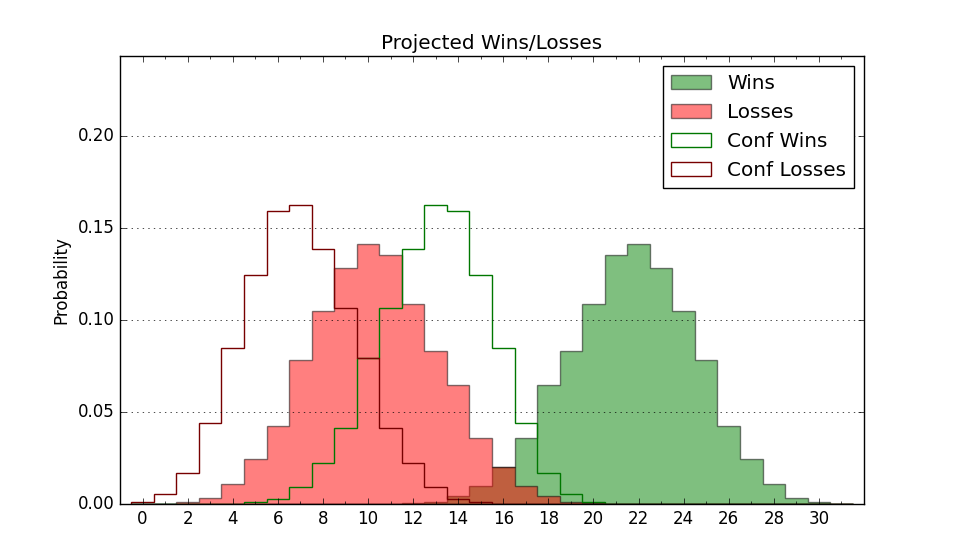 Projected Wins/Losses
Wins
Losses
Conf Wins
Conf Losses
Probability
0.20
0.15
0.10
0.05
0.00
0 2 4 6 8 10 12 14 16 18 20 22 24 26 28 30